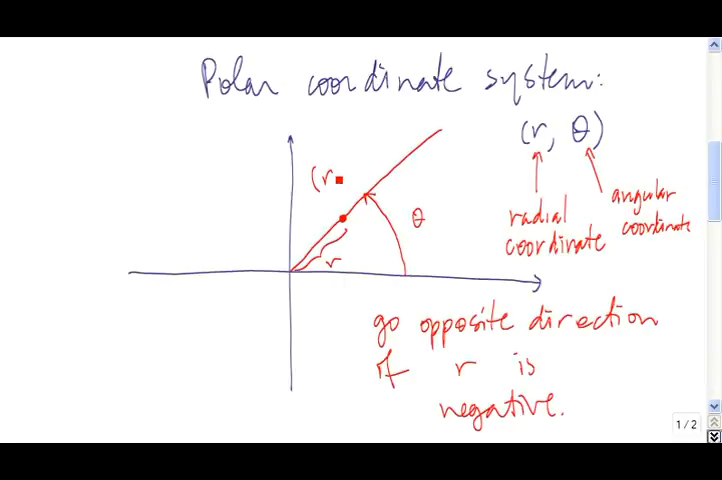 Polar coordinate system:
(r, θ)
(r
θ
r
radial
coordinate
angular
coordinate
go opposite direction
if r is
negative.
1/2